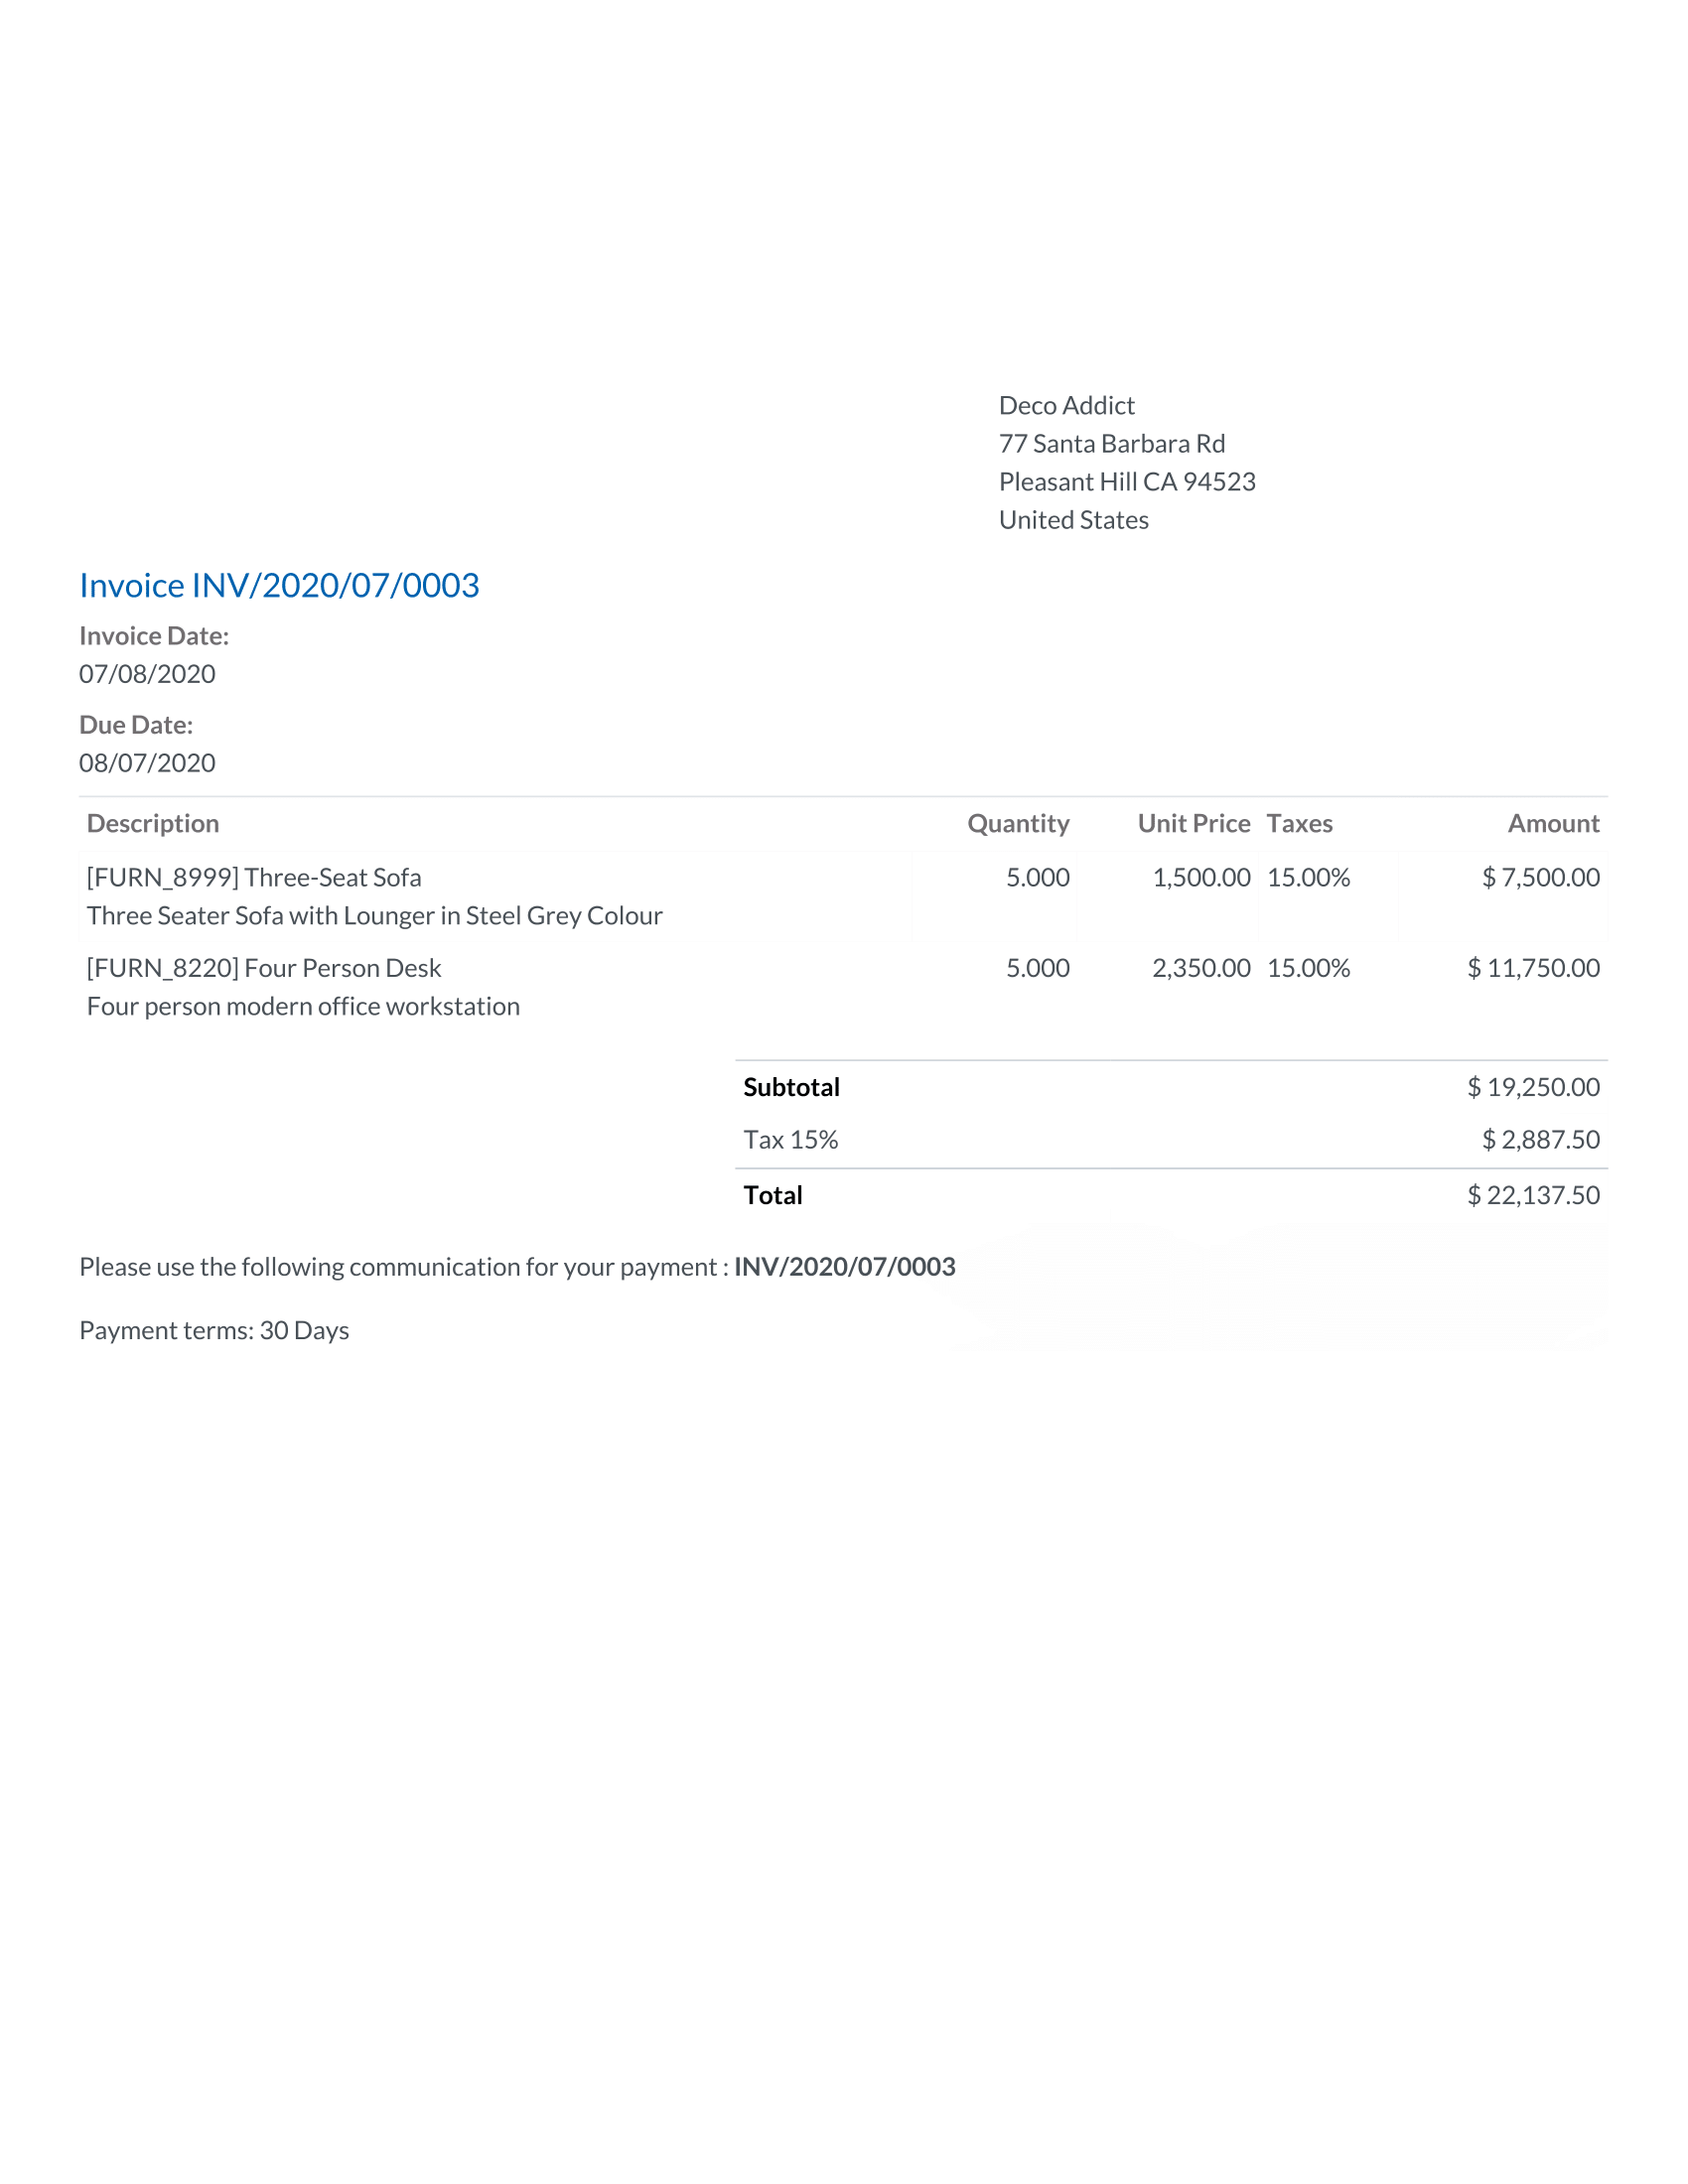 Deco Addict
77 Santa Barbara Rd
Pleasant Hill CA 94523
United States
Invoice INV/2020/07/0003
Invoice Date:
07/08/2020
Due Date:
08/07/2020
Description Quantity Unit Price Taxes Amount
[FURN_8999] Three-Seat Sofa 5.000 1,500.00 15.00% $ 7,500.00
Three Seater Sofa with Lounger in Steel Grey Colour
[FURN_8220] Four Person Desk 5.000 2,350.00 15.00% $ 11,750.00
Four person modern office workstation
Subtotal $ 19,250.00
Tax 15% $ 2,887.50
Total $ 22,137.50
Please use the following communication for your payment : INV/2020/07/0003
Payment terms: 30 Days